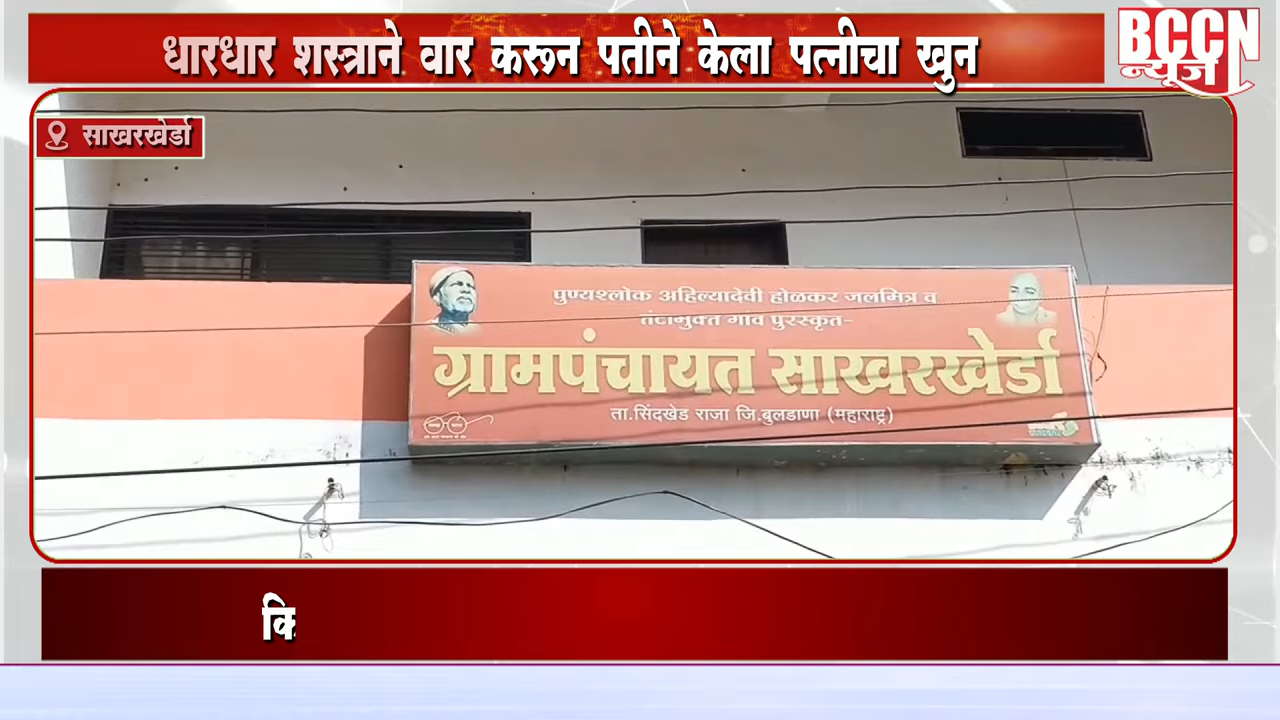 धारधार शस्त्राने वार करून पतीने केला पत्नीचा खुन
BCCN
न्यूज
साखरखेर्डा
पुण्यश्लोक अहिल्यादेवी होळकर जलमित्र व
तंटामुक्त गांव पुरस्कृत-
ग्रामपंचायत साखरखेर्डा
ता.सिंदखेड राजा जि.बुलडाणा (महाराष्ट्र)
कि